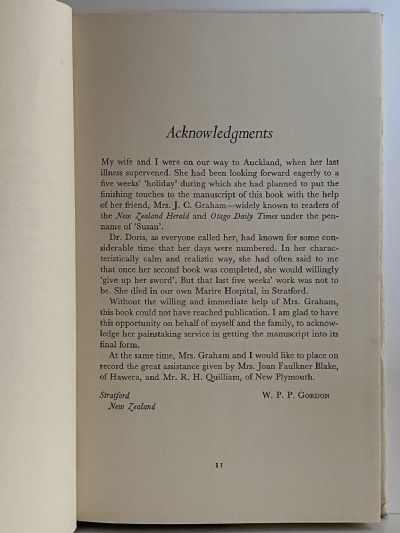 Acknowledgments
My wife and I were on our way to Auckland, when her last
illness supervened. She had been looking forward eagerly to a
five weeks' 'holiday' during which she had planned to put the
finishing touches to the manuscript of this book with the help
of her friend, Mrs. J. C. Graham—widely known to readers of
the New Zealand Herald and Otago Daily Times under the pen-
name of 'Susan'.
Dr. Doris, as everyone called her, had known for some con-
siderable time that her days were numbered. In her charac-
teristically calm and realistic way, she had often said to me
that once her second book was completed, she would willingly
'give up her sword'. But that last five weeks' work was not to
be. She died in our own Marire Hospital, in Stratford.
Without the willing and immediate help of Mrs. Graham,
this book could not have reached publication. I am glad to have
this opportunity on behalf of myself and the family, to acknow-
ledge her painstaking service in getting the manuscript into its
final form.
At the same time, Mrs. Graham and I would like to place on
record the great assistance given by Mrs. Joan Faulkner Blake,
of Hawera, and Mr. R. H. Quilliam, of New Plymouth.
Stratford W. P. P. GORDON
New Zealand
11